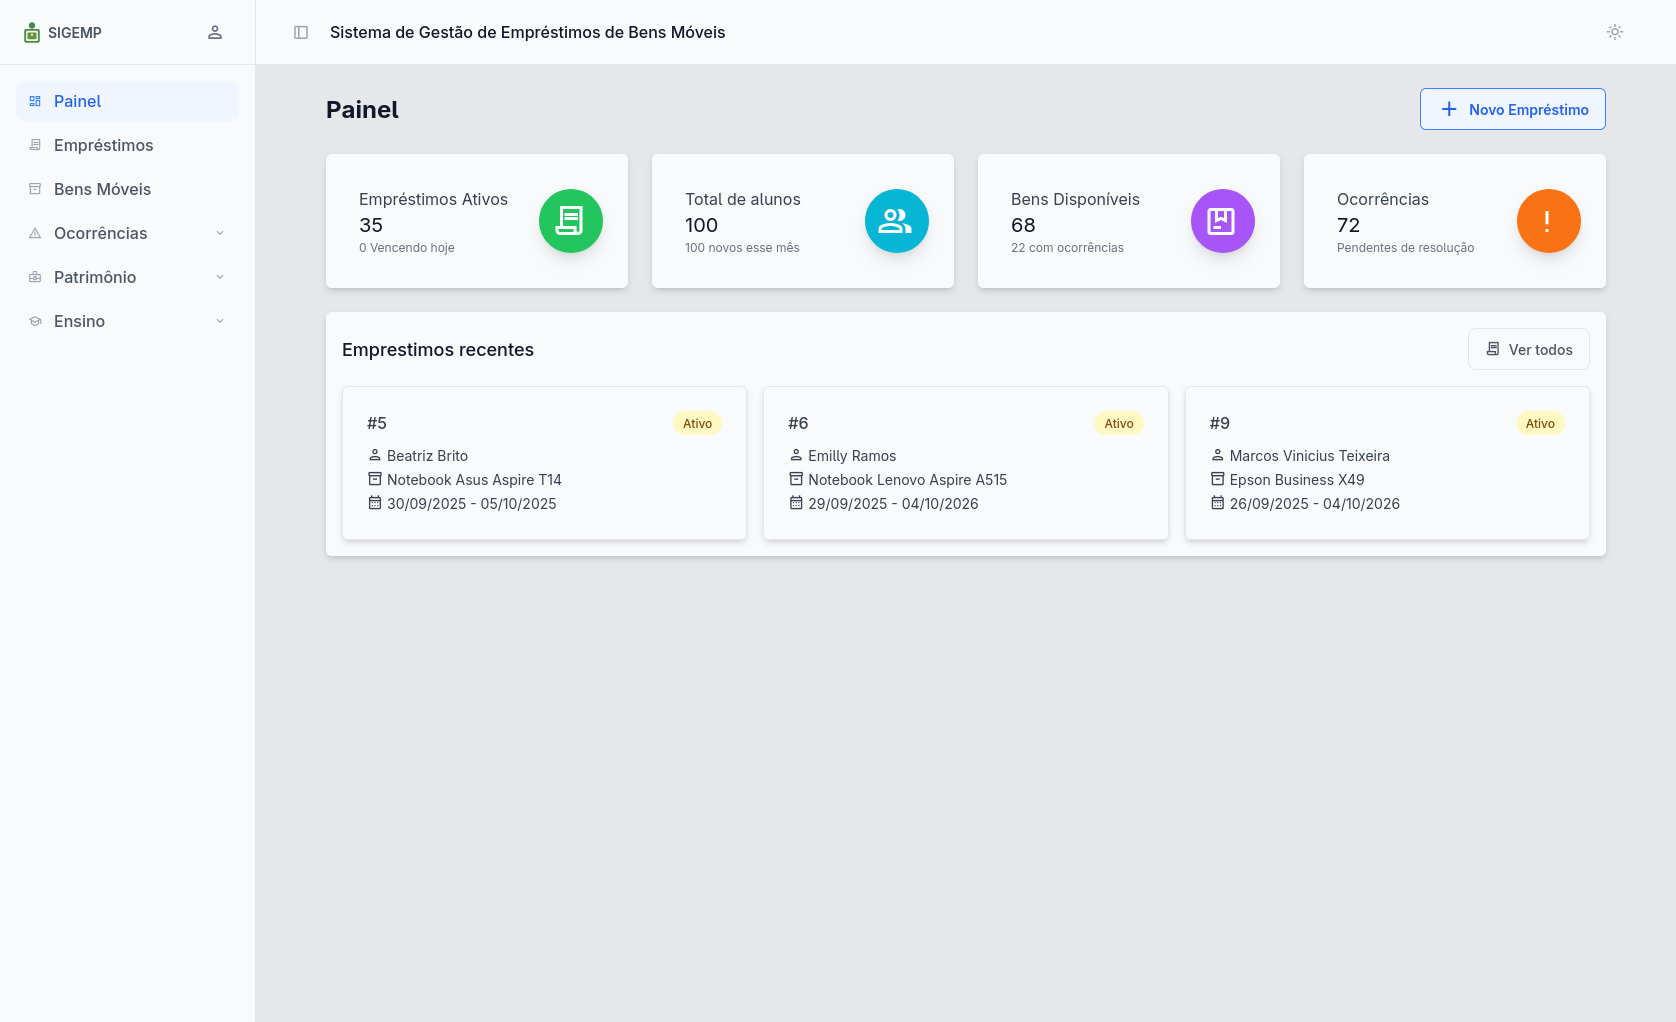 SIGEMP
Sistema de Gestão de Empréstimos de Bens Móveis
Painel
Empréstimos
Bens Móveis
Ocorrências
Patrimônio
Ensino
Painel
Novo Empréstimo
Empréstimos Ativos
35
0 Vencendo hoje
Total de alunos
100
100 novos esse mês
Bens Disponíveis
68
22 com ocorrências
Ocorrências
72
Pendentes de resolução
Emprestimos recentes
Ver todos
#5
Ativo
Beatriz Brito
Notebook Asus Aspire T14
30/09/2025 - 05/10/2025
#6
Ativo
Emilly Ramos
Notebook Lenovo Aspire A515
29/09/2025 - 04/10/2026
#9
Ativo
Marcos Vinicius Teixeira
Epson Business X49
26/09/2025 - 04/10/2026